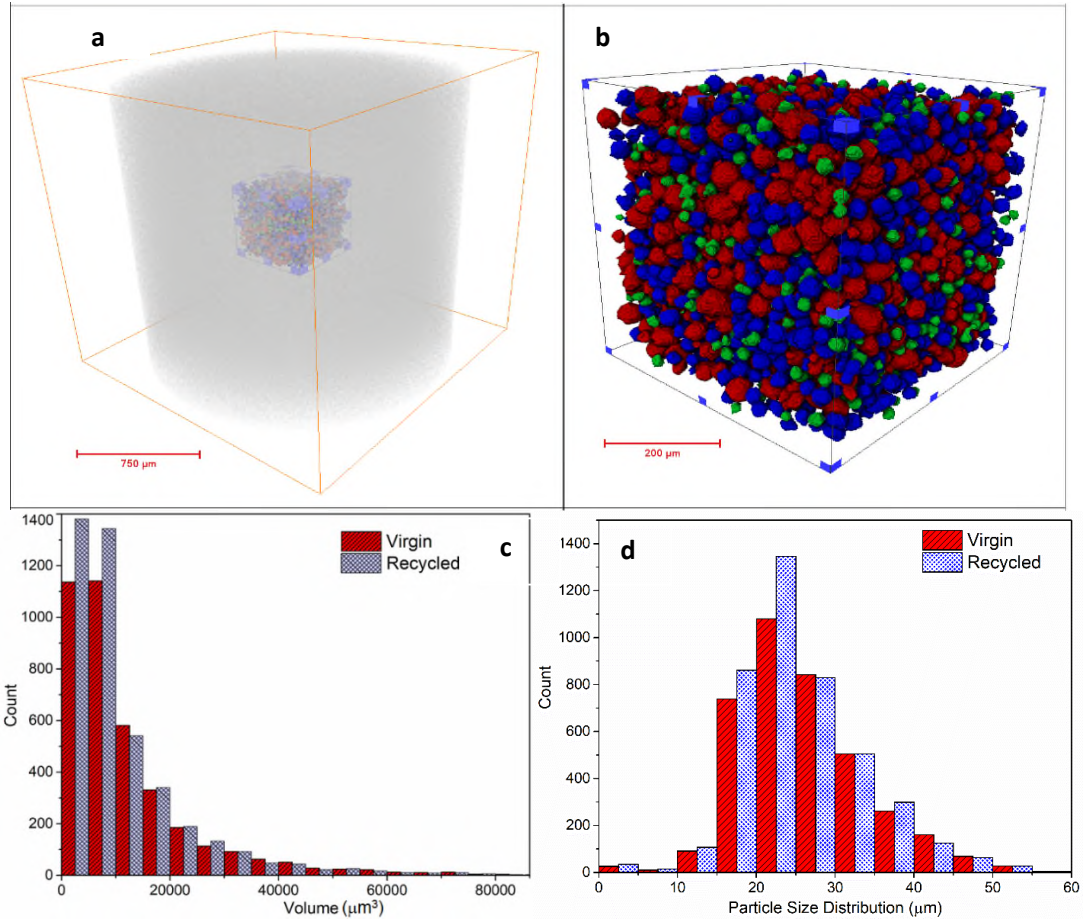 a
750 µm
b
200 µm
c
Virgin
Recycled
Count
1400
1200
1000
800
600
400
200
0
0 20000 40000 60000 80000
Volume (µm³)
d
Virgin
Recycled
Count
1400
1200
1000
800
600
400
200
0
0 10 20 30 40 50 60
Particle Size Distribution (µm)